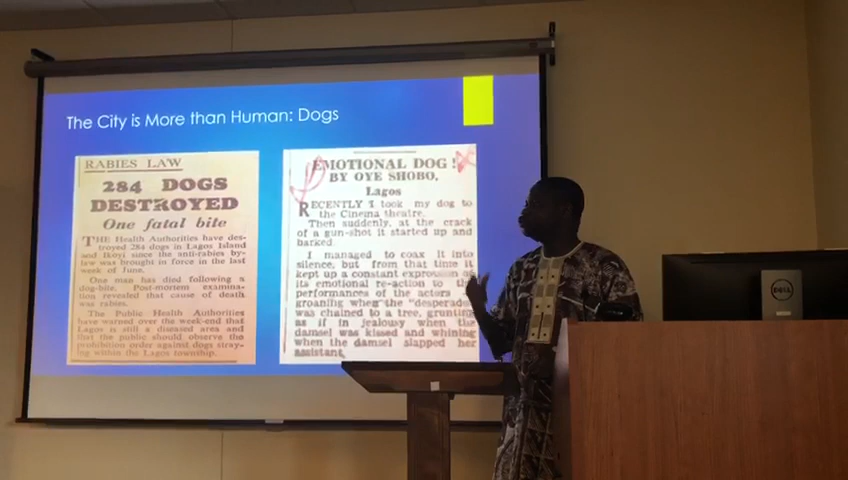 The City is More than Human: Dogs
RABIES LAW
284 DOGS
DESTROYED
One fatal bite
THE Health Authorities have des-
troyed 284 dogs in Lagos Island
and Ikoyi since the anti-rabies by-
law was brought in force in the last
week of June.
One man has died following a
dog-bite. Post-mortem examina-
tion revealed that cause of death
was rabies.
The Public Health Authorities
have warned over the week-end that
Lagos is still a diseased area and
that the public should observe the
prohibition order against dogs stray-
ing within the Lagos township.
EMOTIONAL DOG!
BY OYE SHOBO,
Lagos
RECENTLY I took my dog to
the Cinema theatre.
Then suddenly, at the crack
of a gun-shot it started up and
barked.
I managed to coax it into
silence, but from that time it
kept up a constant expression of
its emotional re-action to the
performances of the actors
groaning when the "desperado
was chained to a tree, grunting
as if in jealousy when the
damsel was kissed and whining
when the damsel slapped her
assistant.
DELL